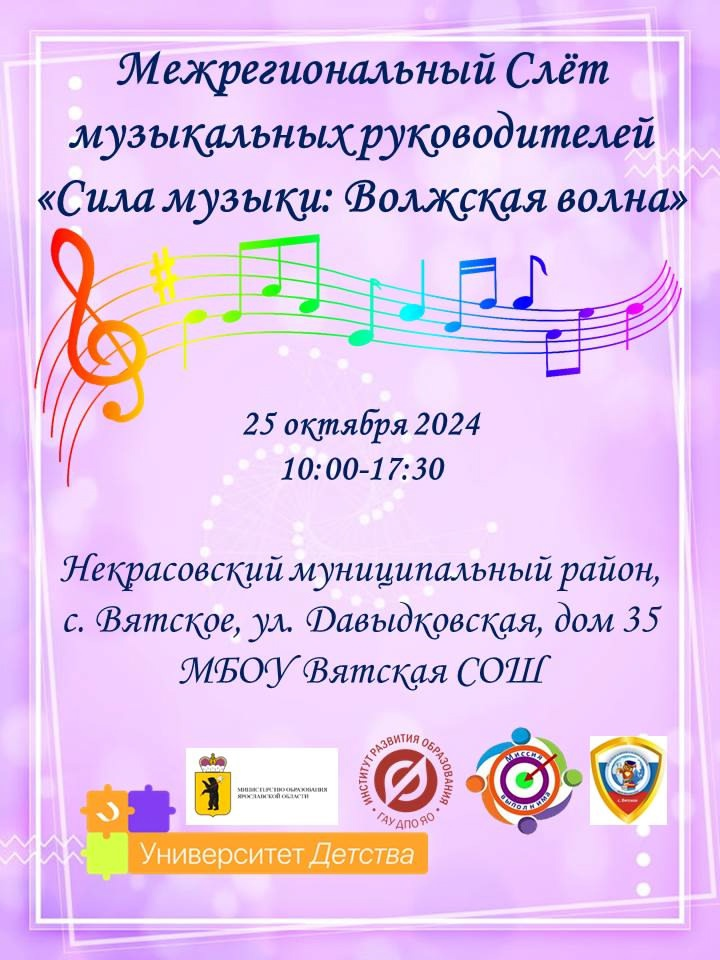 Межрегиональный Слёт
музыкальных руководителей
«Сила музыки: Волжская волна»
25 октября 2024
10:00-17:30
Некрасовский муниципальный район,
с. Вятское, ул. Давыдковская, дом 35
МБОУ Вятская СОШ
МИНИСТЕРСТВО ОБРАЗОВАНИЯ
ЯРОСЛАВСКОЙ ОБЛАСТИ
ИНСТИТУТ РАЗВИТИЯ ОБРАЗОВАНИЯ
ГАУ ДПО ЯО
Миссия
выполнима
с. Вятское
Университет Детства